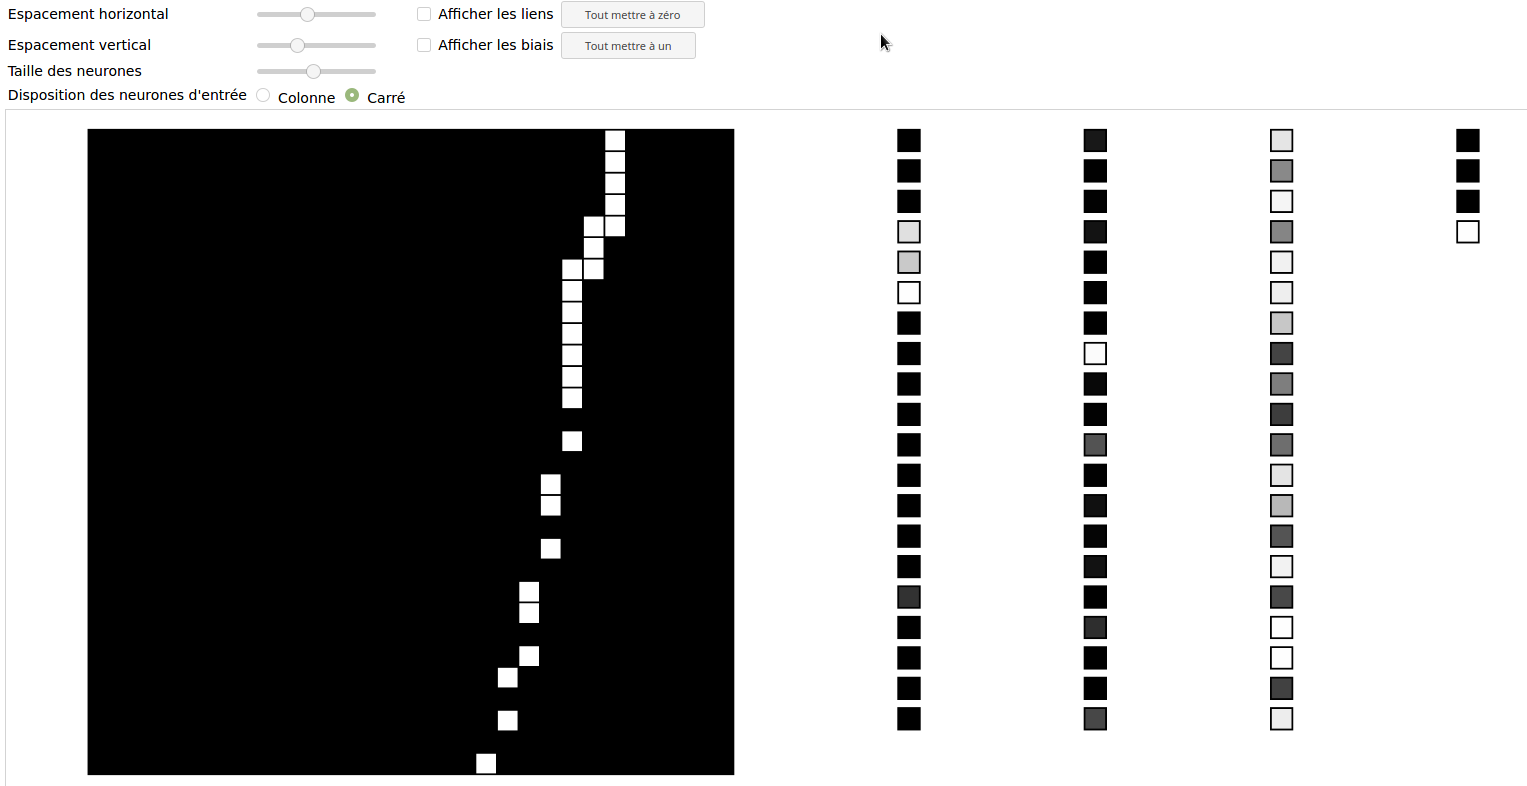 Espacement horizontal
Afficher les liens
Tout mettre à zéro
Espacement vertical
Afficher les biais
Tout mettre à un
Taille des neurones
Disposition des neurones d'entrée
Colonne
Carré